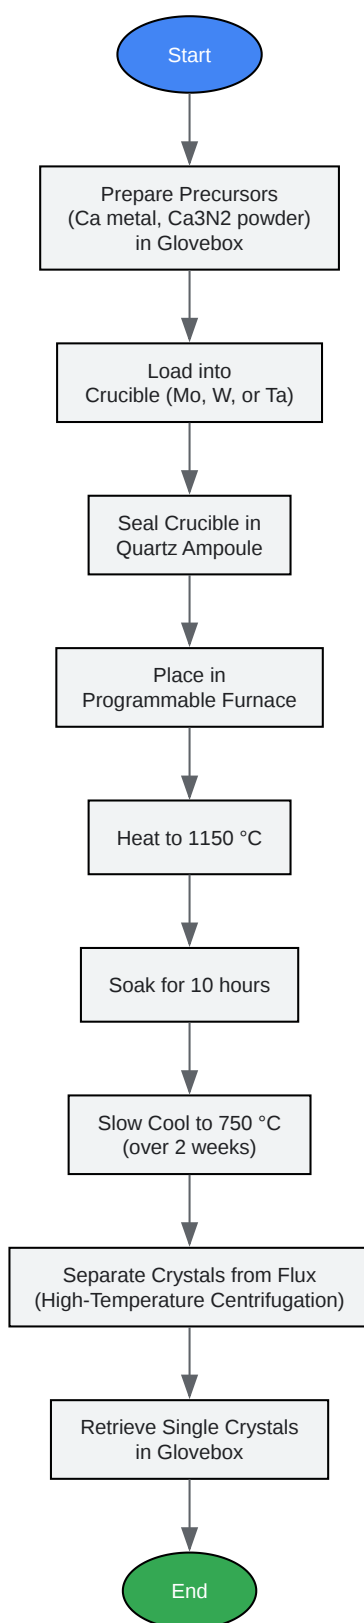 Start
Prepare Precursors
(Ca metal, Ca3N2 powder)
in Glovebox
Load into
Crucible (Mo, W, or Ta)
Seal Crucible in
Quartz Ampoule
Place in
Programmable Furnace
Heat to 1150 °C
Soak for 10 hours
Slow Cool to 750 °C
(over 2 weeks)
Separate Crystals from Flux
(High-Temperature Centrifugation)
Retrieve Single Crystals
in Glovebox
End